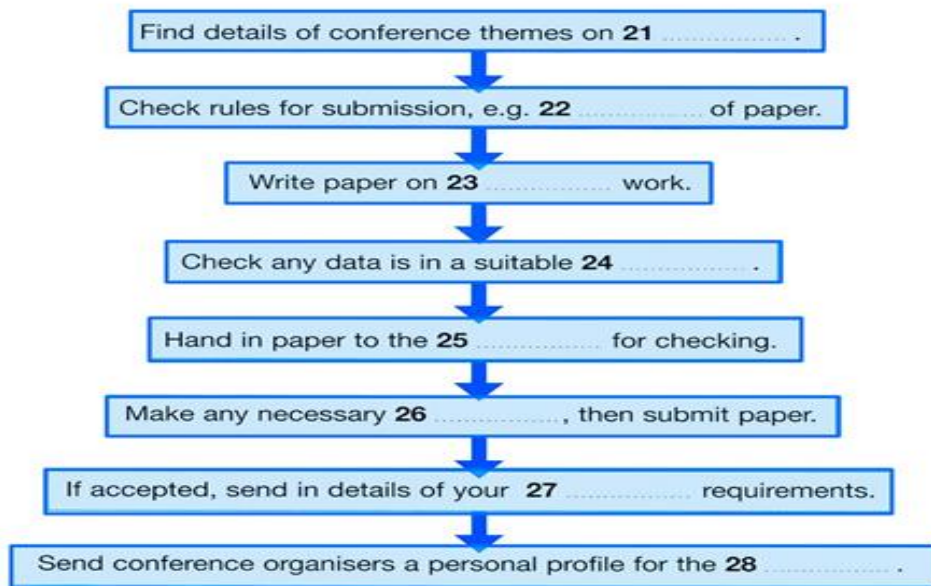 Find details of conference themes on 21 ................ .
Check rules for submission, e.g. 22 ................ of paper.
Write paper on 23 ................ work.
Check any data is in a suitable 24 ................ .
Hand in paper to the 25 ................ for checking.
Make any necessary 26 ................, then submit paper.
If accepted, send in details of your 27 ................ requirements.
Send conference organisers a personal profile for the 28 ................ .